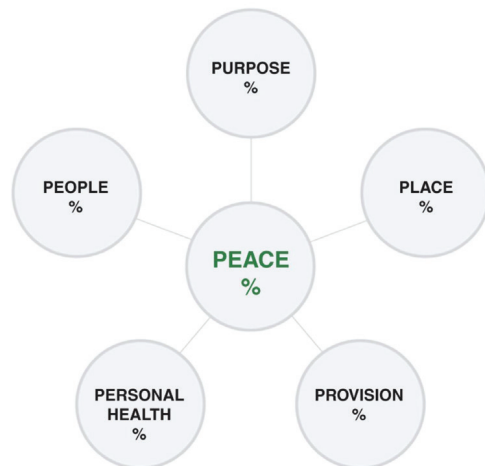 PURPOSE
%
PEOPLE
%
PLACE
%
PEACE
%
PERSONAL
HEALTH
%
PROVISION
%